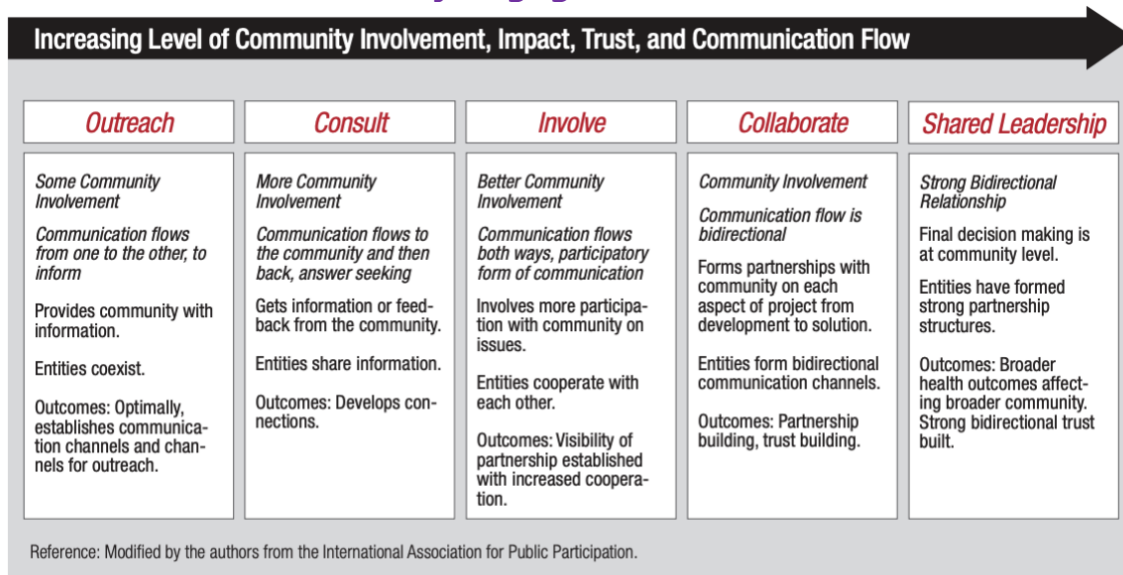 Increasing Level of Community Involvement, Impact, Trust, and Communication Flow
Outreach
Some Community
Involvement
Communication flows
from one to the other, to
inform
Provides community with
information.
Entities coexist.
Outcomes: Optimally,
establishes communica-
tion channels and chan-
nels for outreach.
Consult
More Community
Involvement
Communication flows to
the community and then
back, answer seeking
Gets information or feed-
back from the community.
Entities share information.
Outcomes: Develops con-
nections.
Involve
Better Community
Involvement
Communication flows
both ways, participatory
form of communication
Involves more participa-
tion with community on
issues.
Entities cooperate with
each other.
Outcomes: Visibility of
partnership established
with increased coopera-
tion.
Collaborate
Community Involvement
Communication flow is
bidirectional
Forms partnerships with
community on each
aspect of project from
development to solution.
Entities form bidirectional
communication channels.
Outcomes: Partnership
building, trust building.
Shared Leadership
Strong Bidirectional
Relationship
Final decision making is
at community level.
Entities have formed
strong partnership
structures.
Outcomes: Broader
health outcomes affect-
ing broader community.
Strong bidirectional trust
built.
Reference: Modified by the authors from the International Association for Public Participation.